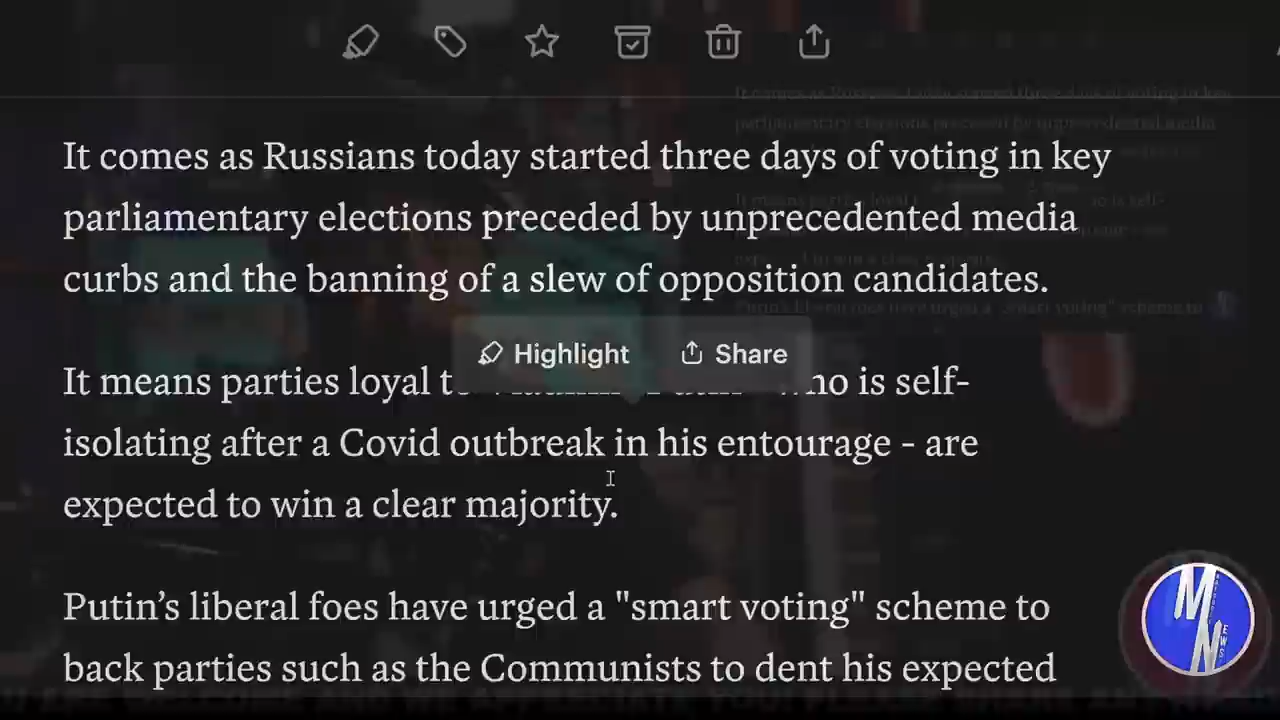 It comes as Russians today started three days of voting in key
parliamentary elections preceded by unprecedented media
curbs and the banning of a slew of opposition candidates.
Highlight Share
It means parties loyal who is self-
isolating after a Covid outbreak in his entourage - are
expected to win a clear majority.
Putin’s liberal foes have urged a "smart voting" scheme to
back parties such as the Communists to dent his expected
MN
EWS